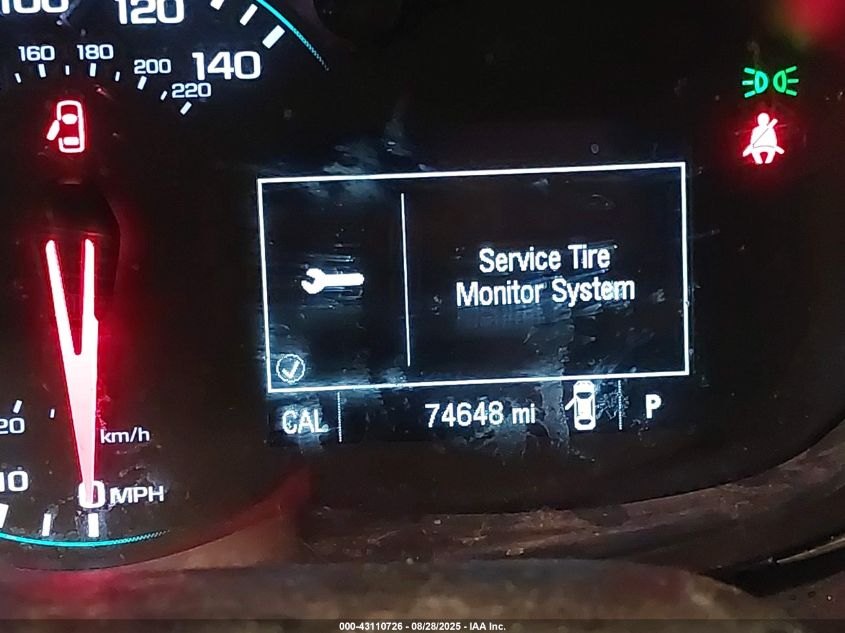 120
160 180 200 220
140
Service Tire
Monitor System
CAL 74648 mi P
20
km/h
0 MPH
000-43110726 - 08/28/2025 - IAA Inc.